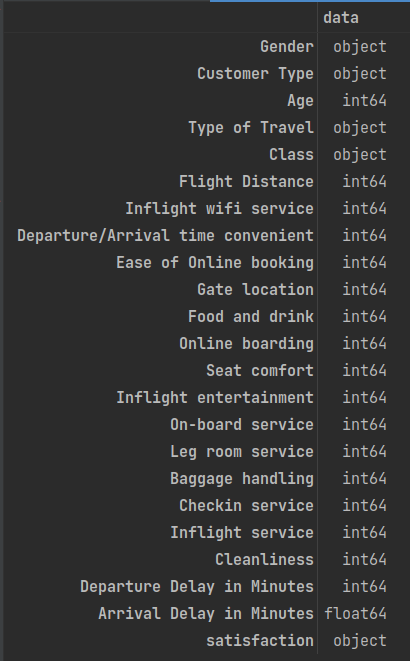 data
Gender object
Customer Type object
Age int64
Type of Travel object
Class object
Flight Distance int64
Inflight wifi service int64
Departure/Arrival time convenient int64
Ease of Online booking int64
Gate location int64
Food and drink int64
Online boarding int64
Seat comfort int64
Inflight entertainment int64
On-board service int64
Leg room service int64
Baggage handling int64
Checkin service int64
Inflight service int64
Cleanliness int64
Departure Delay in Minutes int64
Arrival Delay in Minutes float64
satisfaction object